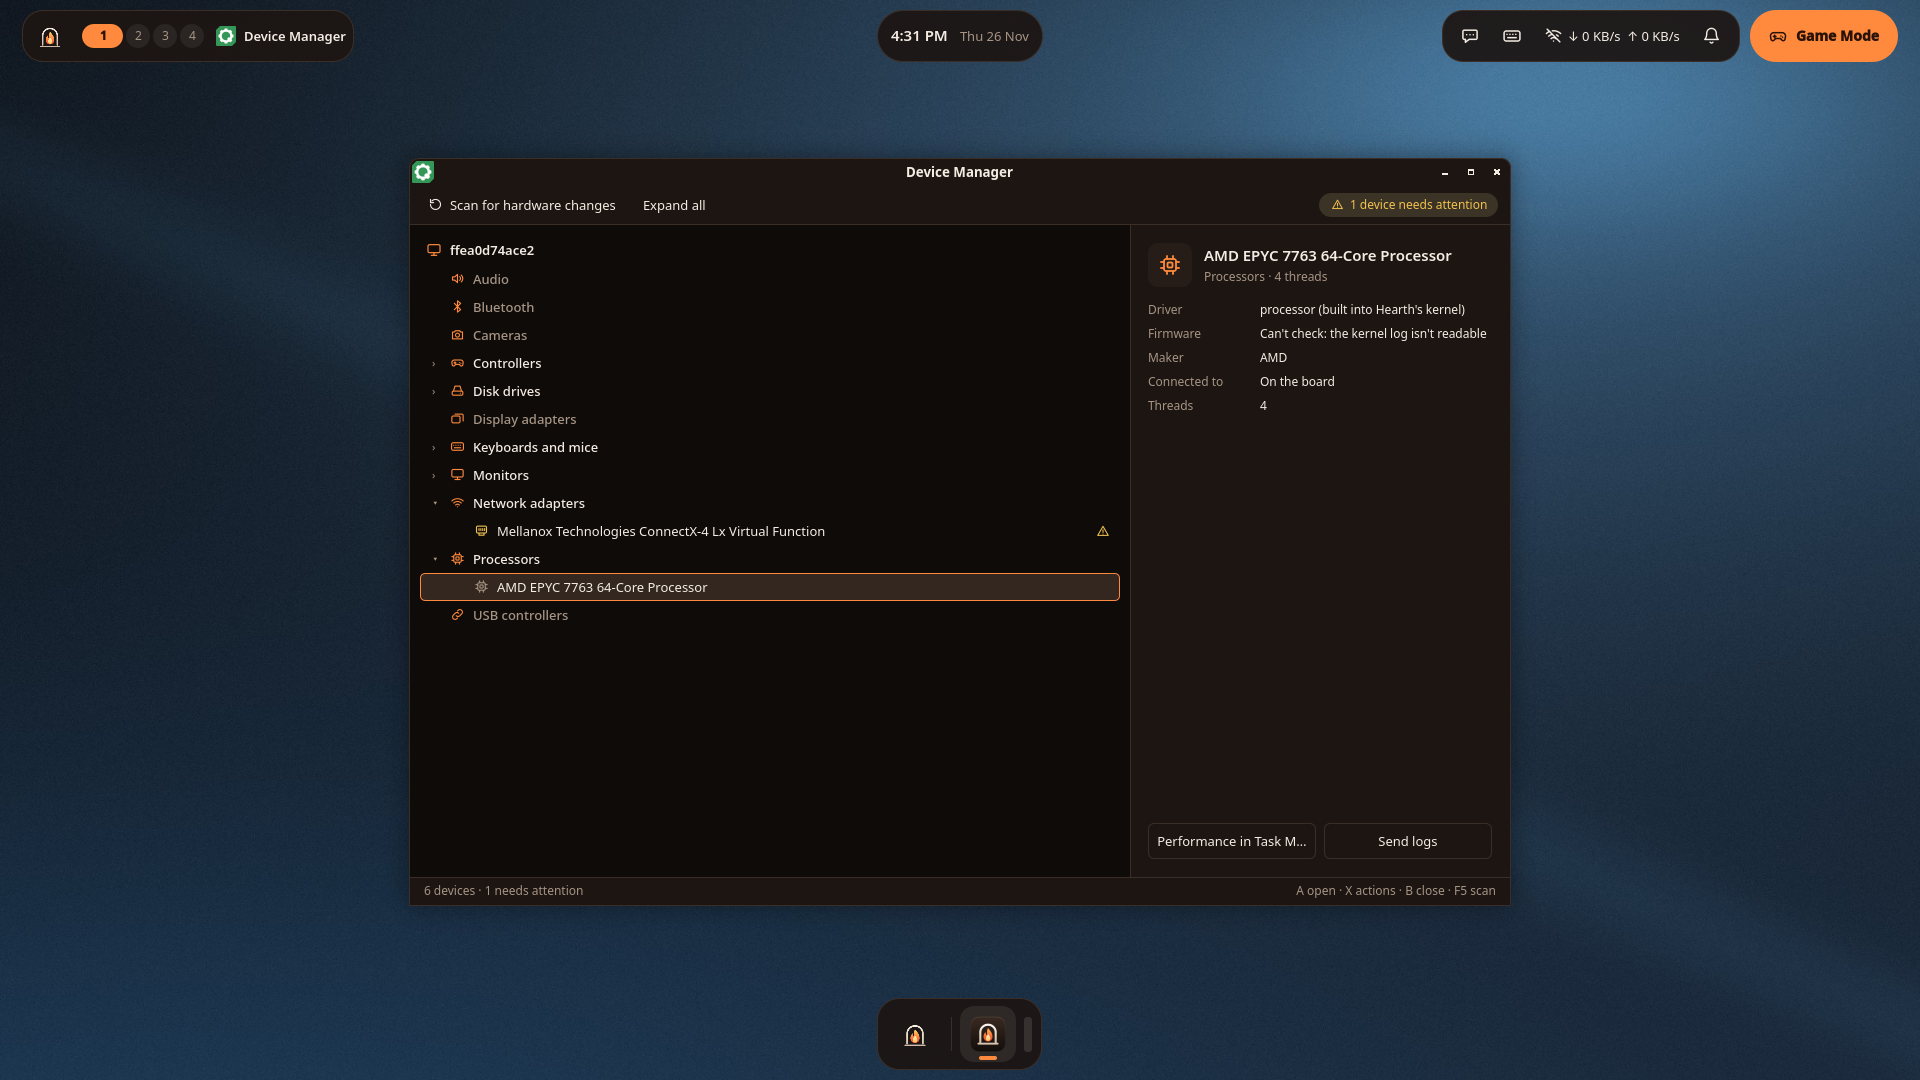 1 2 3 4 Device Manager
4:31 PM Thu 26 Nov
↓ 0 KB/s ↑ 0 KB/s
Game Mode
Device Manager
Scan for hardware changes Expand all
1 device needs attention
ffea0d74ace2
Audio
Bluetooth
Cameras
Controllers
Disk drives
Display adapters
Keyboards and mice
Monitors
Network adapters
Mellanox Technologies ConnectX-4 Lx Virtual Function
Processors
AMD EPYC 7763 64-Core Processor
USB controllers
AMD EPYC 7763 64-Core Processor
Processors · 4 threads
Driver processor (built into Hearth's kernel)
Firmware Can't check: the kernel log isn't readable
Maker AMD
Connected to On the board
Threads 4
Performance in Task M...
Send logs
6 devices · 1 needs attention
A open · X actions · B close · F5 scan